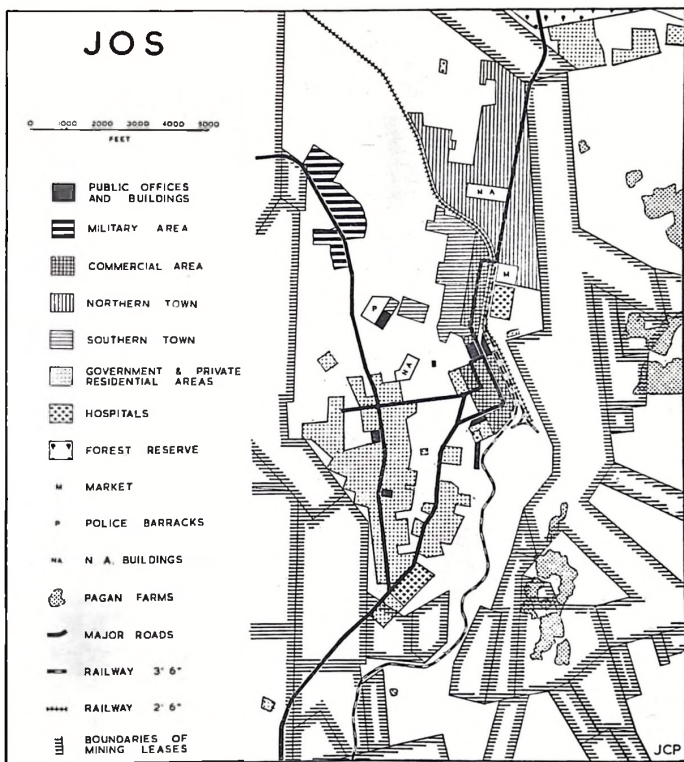 JOS
0 1000 2000 3000 4000 5000
FEET
PUBLIC OFFICES
AND BUILDINGS
MILITARY AREA
COMMERCIAL AREA
NORTHERN TOWN
SOUTHERN TOWN
GOVERNMENT & PRIVATE
RESIDENTIAL AREAS
HOSPITALS
FOREST RESERVE
M MARKET
P POLICE BARRACKS
NA N A. BUILDINGS
PAGAN FARMS
MAJOR ROADS
RAILWAY 3' 6"
RAILWAY 2' 6"
BOUNDARIES OF
MINING LEASES
N A
M
P
N A
JCP